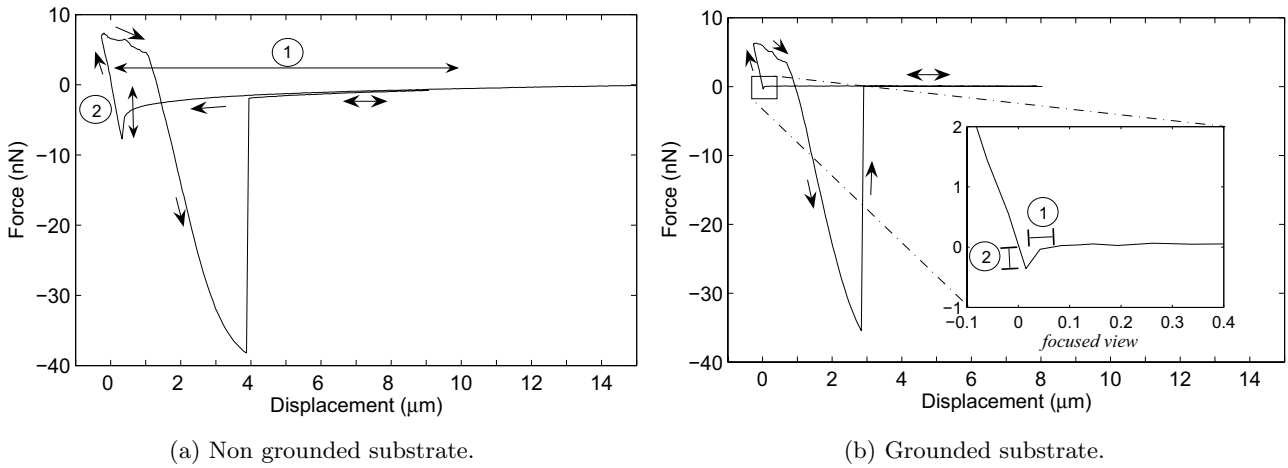 10
0
−10
−20
−30
−40
0 2 4 6 8 10 12 14
Force (nN)
Displacement (μm)
1
2
(a) Non grounded substrate.
10
0
−10
−20
−30
−40
0 2 4 6 8 10 12 14
Force (nN)
Displacement (μm)
2
1
0
−1
−0.1 0 0.1 0.2 0.3 0.4
focused view
1
2
(b) Grounded substrate.